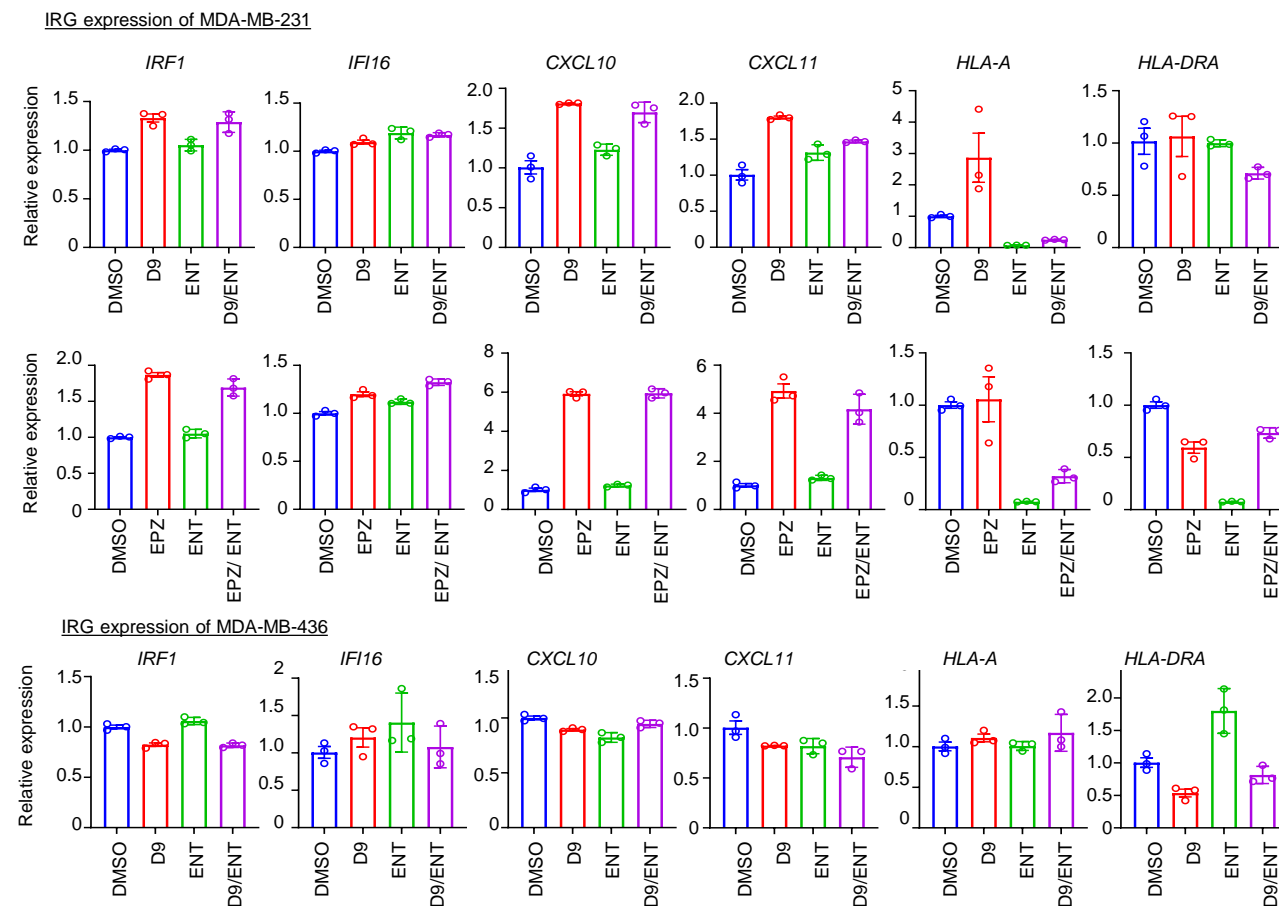 IRG expression of MDA-MB-231
IRF1 IFI16 CXCL10 CXCL11 HLA-A HLA-DRA
Relative expression
1.5 1.0 0.5 0
DMSO D9 ENT D9/ENT
1.5 1.0 0.5 0
DMSO D9 ENT D9/ENT
2.0 1.5 1.0 0.5 0
DMSO D9 ENT D9/ENT
2.0 1.5 1.0 0.5 0
DMSO D9 ENT D9/ENT
5 4 3 2 1 0
DMSO D9 ENT D9/ENT
1.5 1.0 0.5 0
DMSO D9 ENT D9/ENT
Relative expression
2.0 1.5 1.0 0.5 0
DMSO EPZ ENT EPZ/ ENT
1.5 1.0 0.5 0
DMSO EPZ ENT EPZ/ ENT
8 6 4 2 0
DMSO EPZ ENT EPZ/ ENT
6 4 2 0
DMSO EPZ ENT EPZ/ENT
1.5 1.0 0.5 0
DMSO EPZ ENT EPZ/ENT
1.5 1.0 0.5 0
DMSO EPZ ENT EPZ/ENT
IRG expression of MDA-MB-436
IRF1 IFI16 CXCL10 CXCL11 HLA-A HLA-DRA
Relative expression
1.5 1.0 0.5 0
DMSO D9 ENT D9/ENT
2 1.5 1.0 0.5 0
DMSO D9 ENT D9/ENT
1.5 1.0 0.5 0
DMSO D9 ENT D9/ENT
1.5 1.0 0.5 0
DMSO D9 ENT D9/ENT
1.5 1.0 0.5 0
DMSO D9 ENT D9/ENT
2.0 1.5 1.0 0.5 0
DMSO D9 ENT D9/ENT